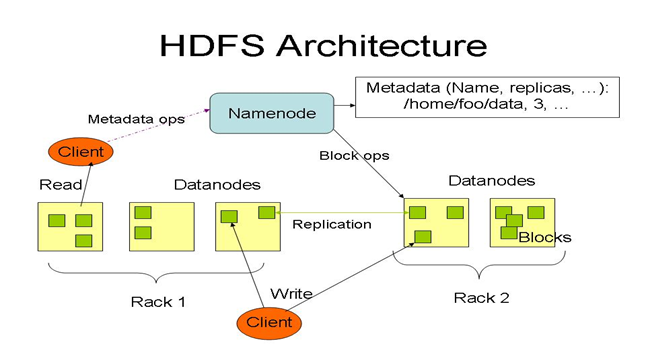 HDFS Architecture
Metadata (Name, replicas, …):
/home/foo/data, 3, …
Namenode
Metadata ops
Client
Block ops
Read
Datanodes
Datanodes
Replication
Blocks
Rack 1
Write
Rack 2
Client